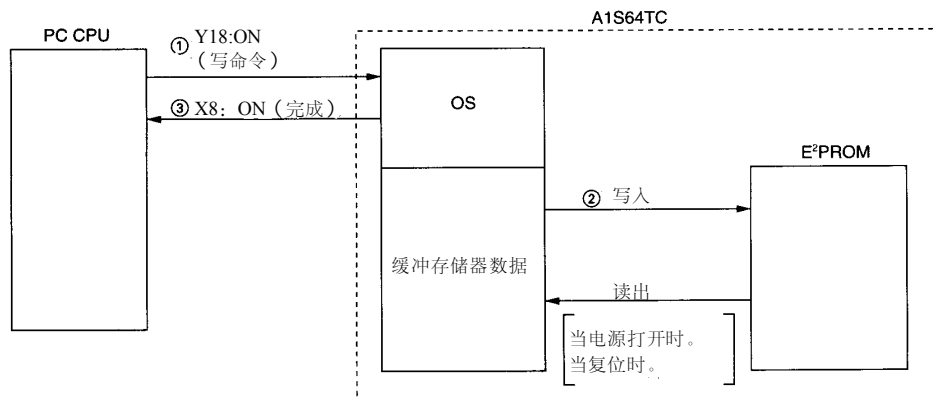 A1S64TC
PC CPU
① Y18:ON
（写命令）
③ X8：ON（完成）
OS
E²PROM
② 写入
缓冲存储器数据
读出
当电源打开时。
当复位时。